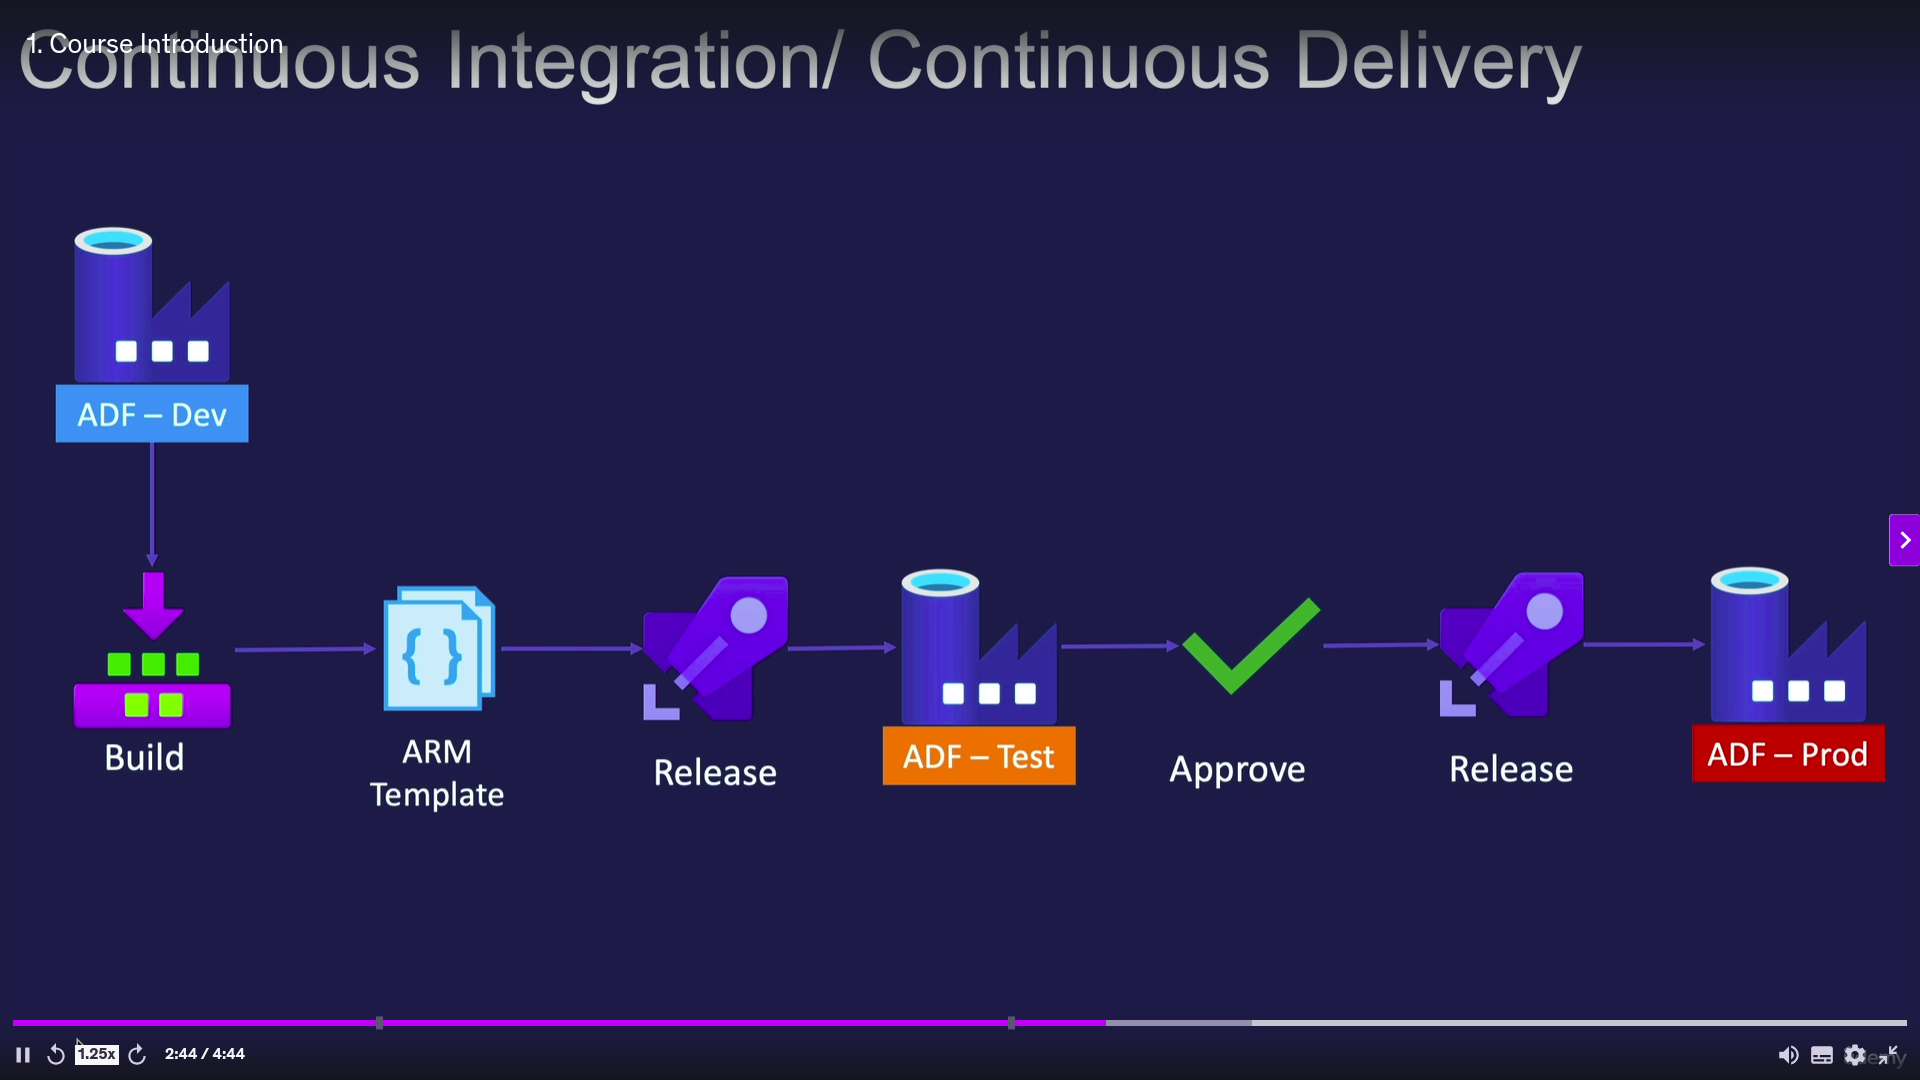 1. Course Introduction
Continuous Integration/ Continuous Delivery
ADF – Dev
Build
ARM
Template
Release
ADF – Test
Approve
Release
ADF – Prod
1.25x
2:44 / 4:44